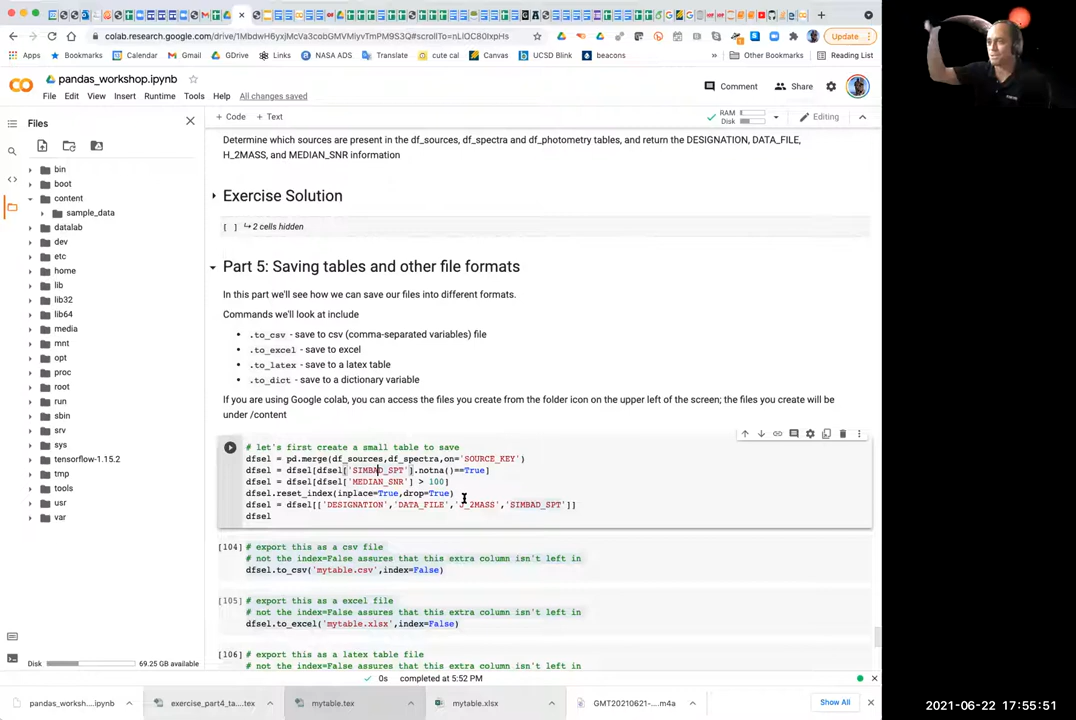 colab.research.google.com/drive/1MbdwH6yxjMcVa3cobGMVMiyvTmPM9S3Q#scrollTo=nLlQC80IxpHs
Update
Apps
Bookmarks
Calendar
Gmail
GDrive
Links
NASA ADS
Translate
cute cal
UCSD Blink
beacons
»
Other Bookmarks
Reading List
pandas_workshop.ipynb
Comment
Share
File Edit View Insert Runtime Tools Help All changes saved
Files
+ Code + Text
RAM
Disk
Editing
bin
boot
content
sample_data
datalab
dev
etc
home
lib
lib32
lib64
media
mnt
opt
proc
root
run
sbin
srv
sys
tensorflow-1.15.2
tmp
tools
usr
var
Disk
69.25 GB available
Determine which sources are present in the df_sources, df_spectra and df_photometry tables, and return the DESIGNATION, DATA_FILE,
H_2MASS, and MEDIAN_SNR information
Exercise Solution
[ ] ↳ 2 cells hidden
Part 5: Saving tables and other file formats
In this part we'll see how we can save our files into different formats.
Commands we'll look at include
• .to_csv - save to csv (comma-separated variables) file
• .to_excel - save to excel
• .to_latex - save to a latex table
• .to_dict - save to a dictionary variable
If you are using Google colab, you can access the files you create from the folder icon on the upper left of the screen; the files you create will be
under /content
# let's first create a small table to save
dfsel = pd.merge(df_sources,df_spectra,on='SOURCE_KEY')
dfsel = dfsel[dfsel['SIMBAD_SPT'].notna()==True]
dfsel = dfsel[dfsel['MEDIAN_SNR'] > 100]
dfsel.reset_index(inplace=True,drop=True)
dfsel = dfsel[['DESIGNATION','DATA_FILE','J_2MASS','SIMBAD_SPT']]
dfsel
[104] # export this as a csv file
# not the index=False assures that this extra column isn't left in
dfsel.to_csv('mytable.csv',index=False)
[105] # export this as a excel file
# not the index=False assures that this extra column isn't left in
dfsel.to_excel('mytable.xlsx',index=False)
[106] # export this as a latex table file
# not the index=False assures that this extra column isn't left in
0s completed at 5:52 PM
pandas_worksh....ipynb
exercise_part4_ta....tex
mytable.tex
mytable.xlsx
GMT20210621-....m4a
Show All
2021-06-22 17:55:51